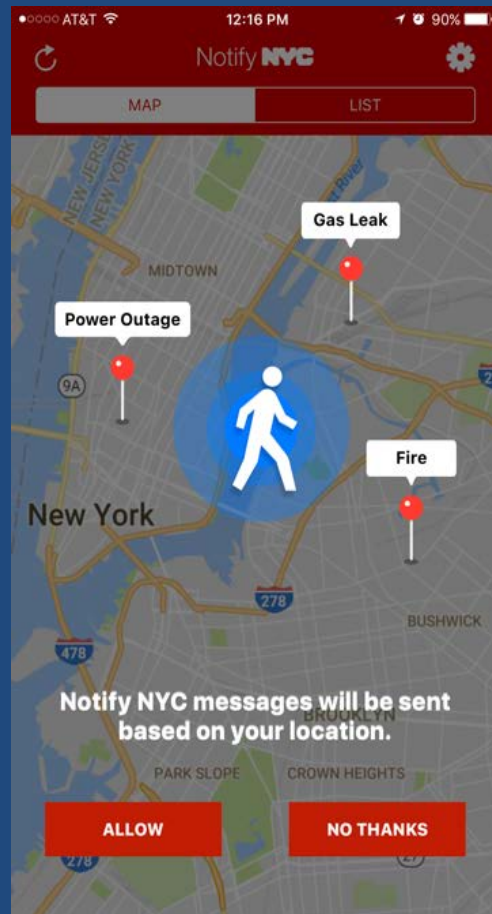 AT&T 12:16 PM 90%
Notify NYC
MAP LIST
NEW JERSEY
NEW YORK
Gas Leak
MIDTOWN
Power Outage
9A
Fire
New York
278
BUSHWICK
478
Notify NYC messages will be sent
based on your location.
BROOKLYN
PARK SLOPE CROWN HEIGHTS
ALLOW NO THANKS
278 27